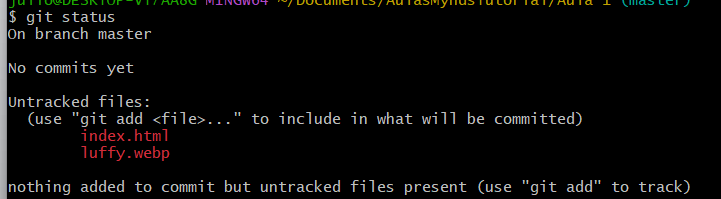 MINGW64
(master)
$ git status
On branch master
No commits yet
Untracked files:
(use "git add <file>..." to include in what will be committed)
index.html
luffy.webp
nothing added to commit but untracked files present (use "git add" to track)